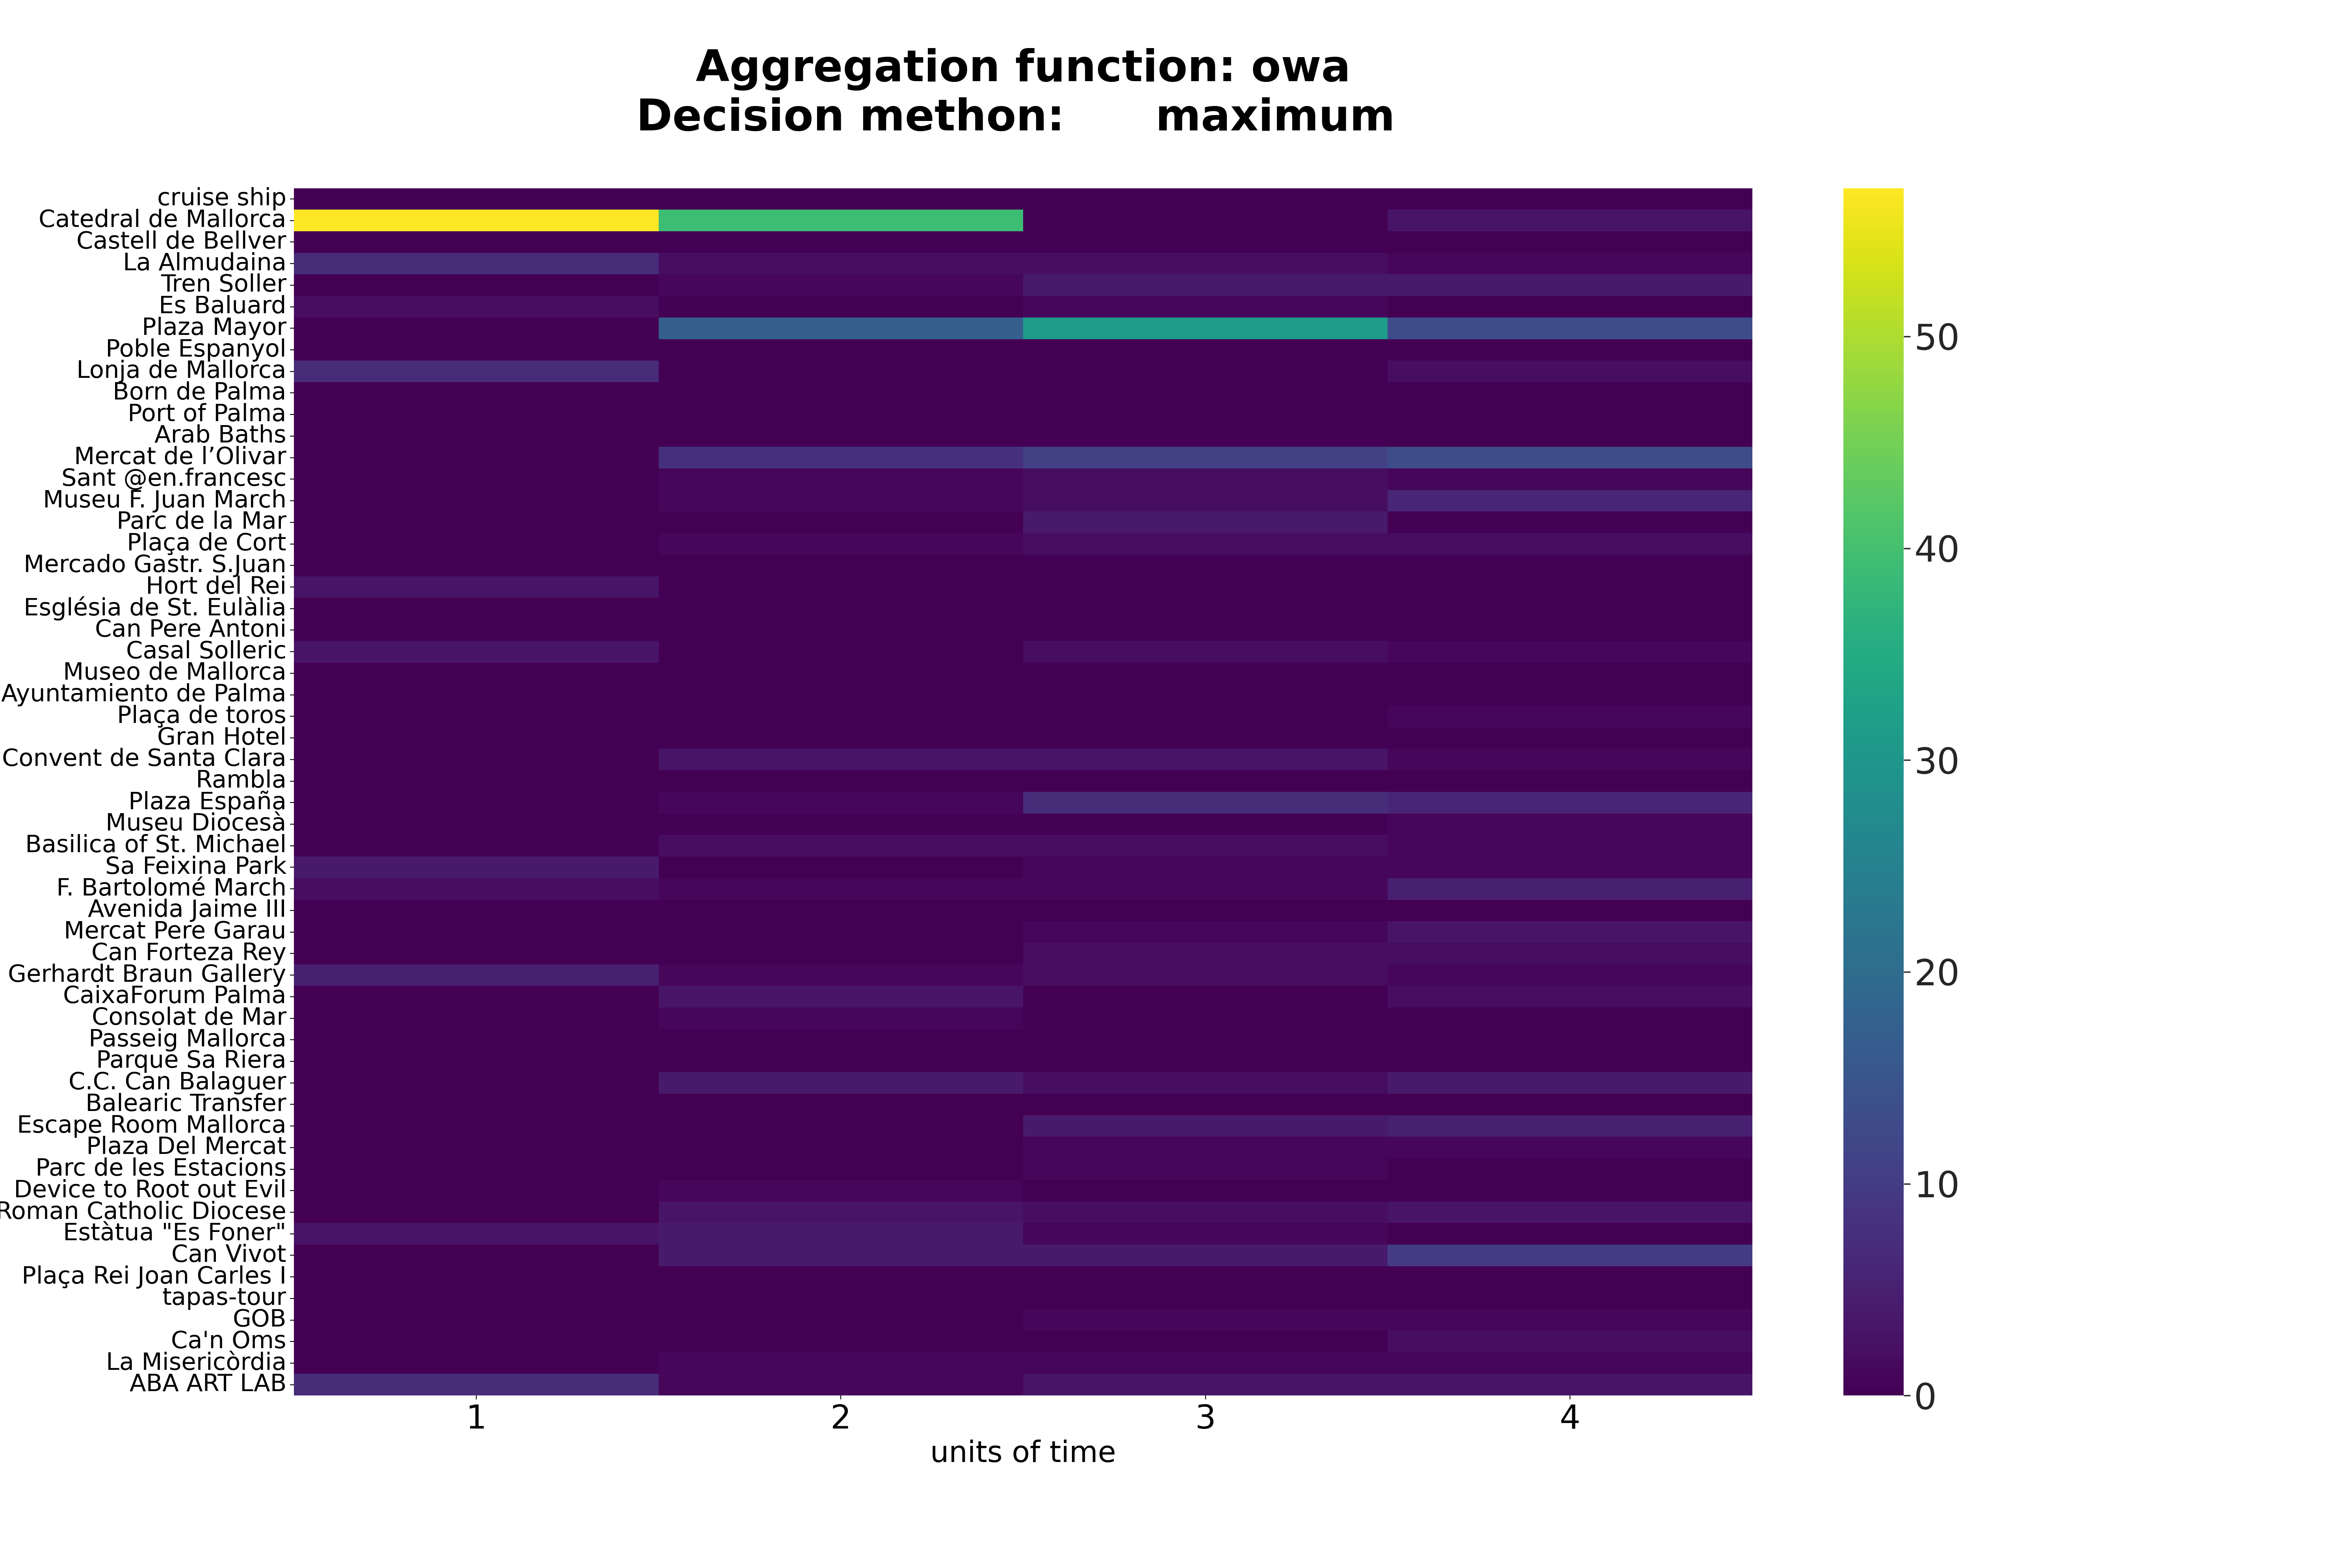 Aggregation function: owa
Decision methon: maximum
cruise ship
Catedral de Mallorca
Castell de Bellver
La Almudaina
Tren Soller
Es Baluard
Plaza Mayor
Poble Espanyol
Lonja de Mallorca
Born de Palma
Port of Palma
Arab Baths
Mercat de l’Olivar
Sant @en.francesc
Museu F. Juan March
Parc de la Mar
Plaça de Cort
Mercado Gastr. S.Juan
Hort del Rei
Església de St. Eulàlia
Can Pere Antoni
Casal Solleric
Museo de Mallorca
Ayuntamiento de Palma
Plaça de toros
Gran Hotel
Convent de Santa Clara
Rambla
Plaza España
Museu Diocesà
Basilica of St. Michael
Sa Feixina Park
F. Bartolomé March
Avenida Jaime III
Mercat Pere Garau
Can Forteza Rey
Gerhardt Braun Gallery
CaixaForum Palma
Consolat de Mar
Passeig Mallorca
Parque Sa Riera
C.C. Can Balaguer
Balearic Transfer
Escape Room Mallorca
Plaza Del Mercat
Parc de les Estacions
Device to Root out Evil
Roman Catholic Diocese
Estàtua "Es Foner"
Can Vivot
Plaça Rei Joan Carles I
tapas-tour
GOB
Ca'n Oms
La Misericòrdia
ABA ART LAB
1 2 3 4
units of time
50
40
30
20
10
0